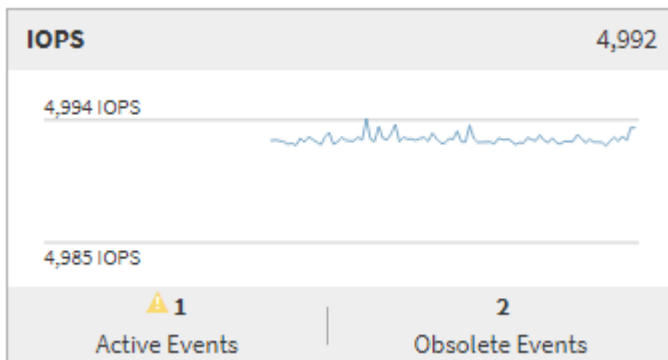 IOPS 4,992
4,994 IOPS
4,985 IOPS
1 2
Active Events Obsolete Events